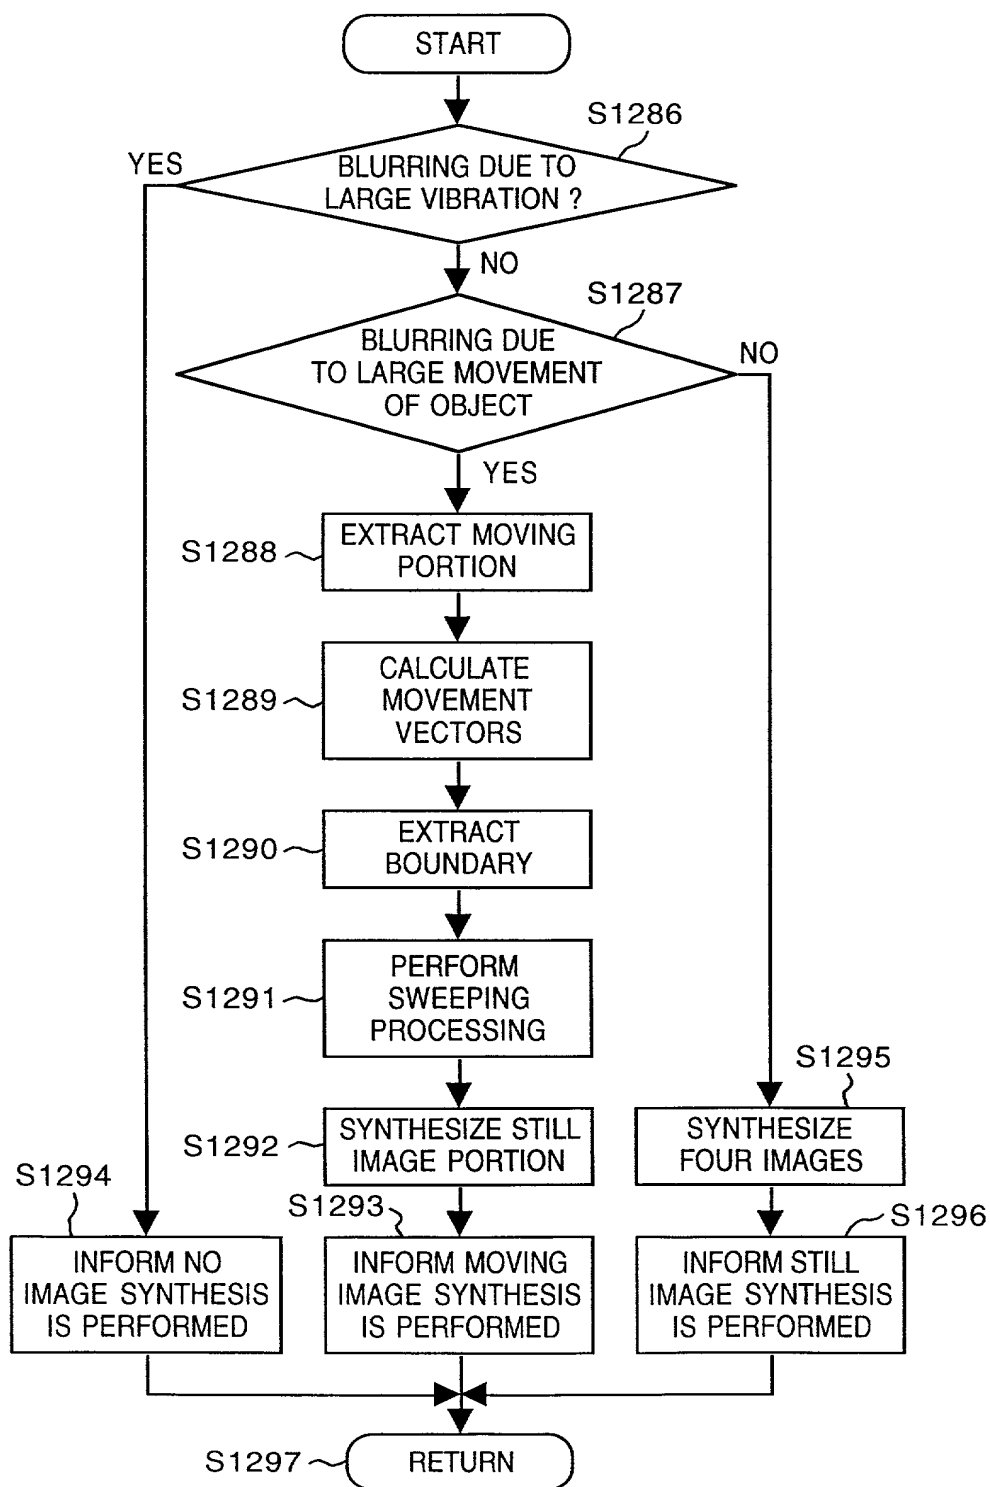 START
S1286
YES
BLURRING DUE TO
LARGE VIBRATION ?
NO
S1287
BLURRING DUE
TO LARGE MOVEMENT
OF OBJECT
NO
YES
S1288
EXTRACT MOVING
PORTION
S1289
CALCULATE
MOVEMENT
VECTORS
S1290
EXTRACT
BOUNDARY
S1291
PERFORM
SWEEPING
PROCESSING
S1292
SYNTHESIZE STILL
IMAGE PORTION
S1295
SYNTHESIZE
FOUR IMAGES
S1294
INFORM NO
IMAGE SYNTHESIS
IS PERFORMED
S1293
INFORM MOVING
IMAGE SYNTHESIS
IS PERFORMED
S1296
INFORM STILL
IMAGE SYNTHESIS
IS PERFORMED
S1297
RETURN